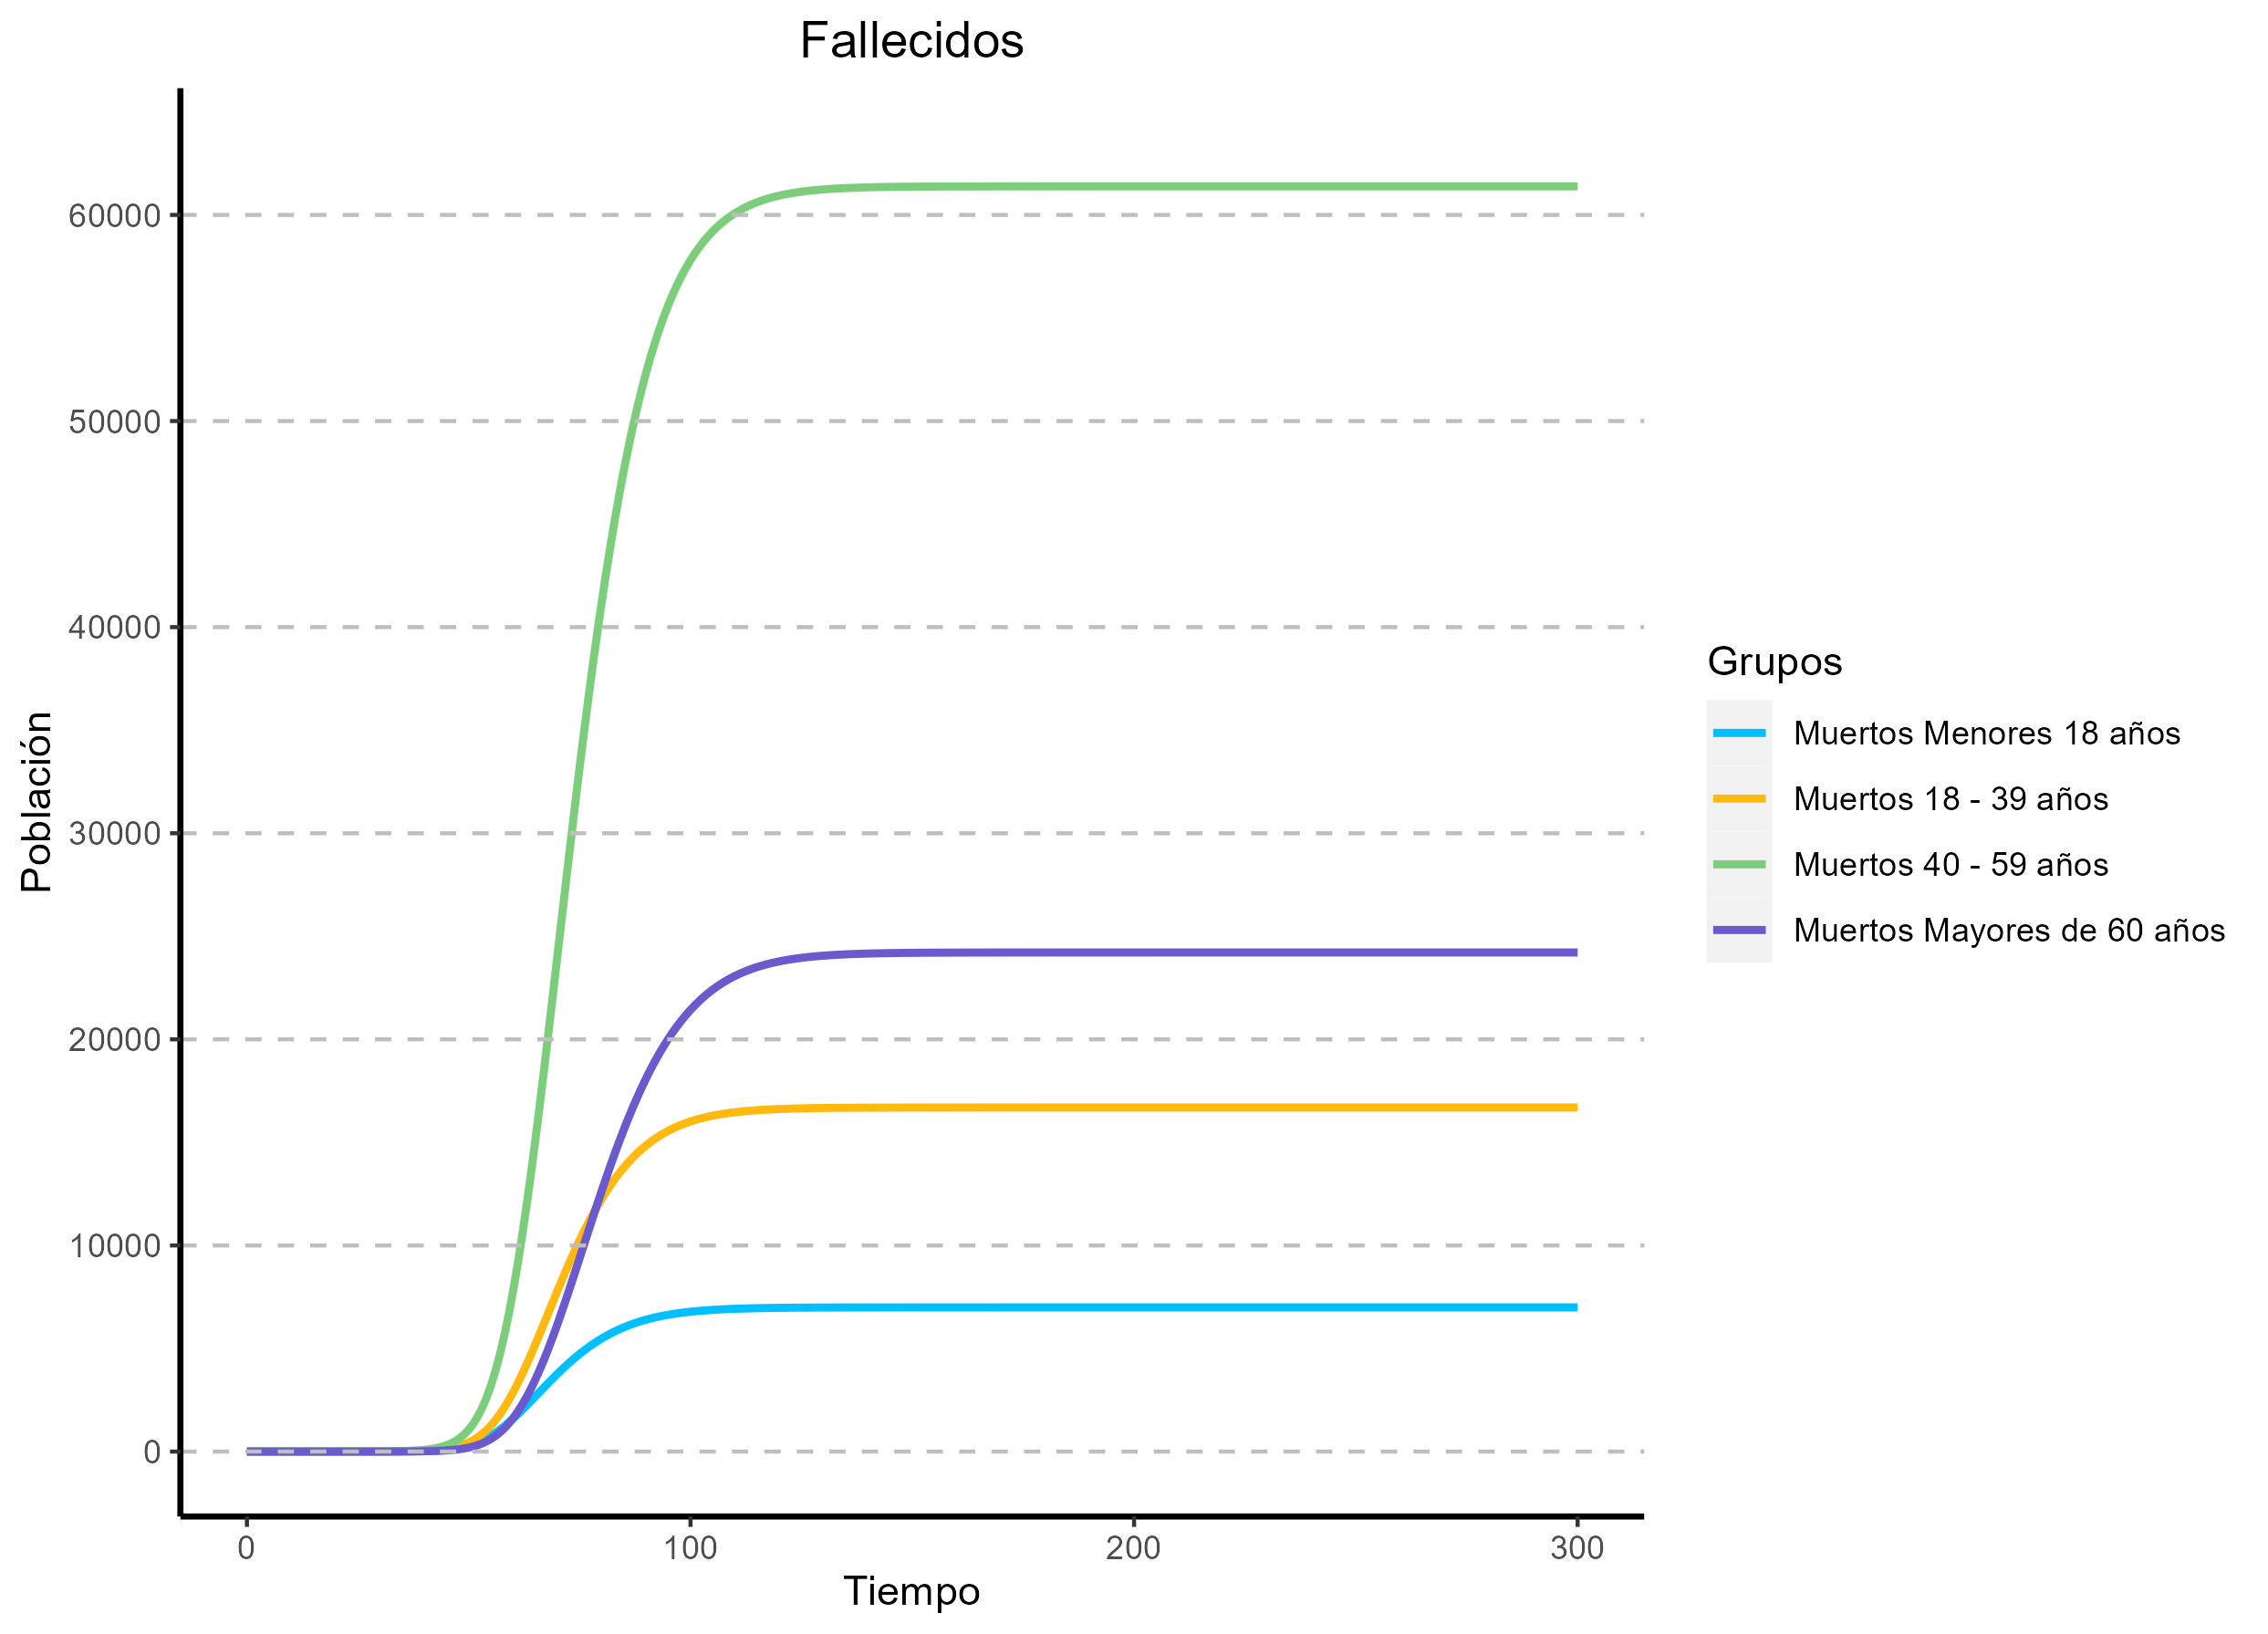 Fallecidos
Población
60000
50000
40000
30000
20000
10000
0
0
100
200
300
Tiempo
Grupos
Muertos Menores 18 años
Muertos 18 - 39 años
Muertos 40 - 59 años
Muertos Mayores de 60 años